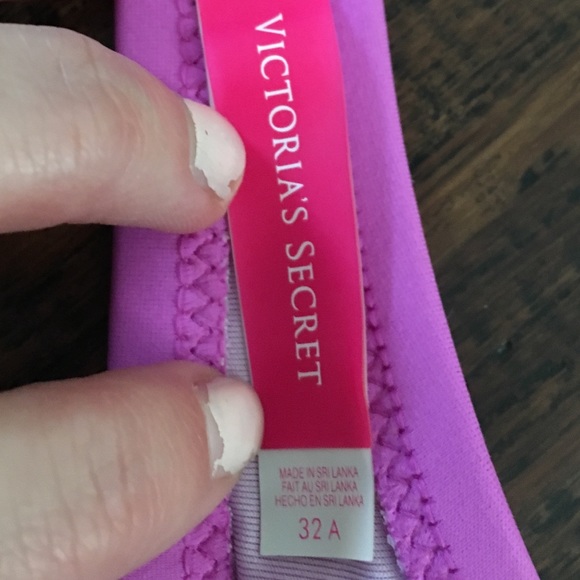 VICTORIA'S SECRET
MADE IN SRI LANKA
FAIT AU SRI LANKA
HECHO EN SRI LANKA
32 A